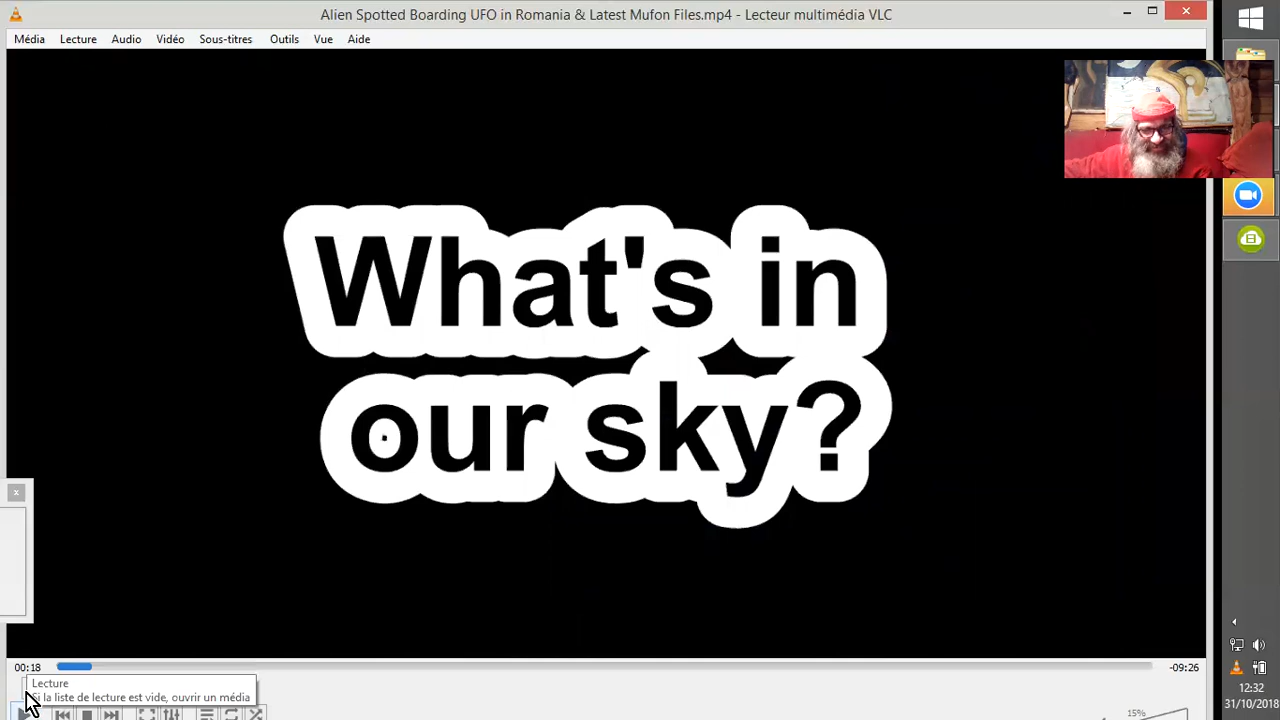 Alien Spotted Boarding UFO in Romania & Latest Mufon Files.mp4 - Lecteur multimédia VLC
Média Lecture Audio Vidéo Sous-titres Outils Vue Aide
What's in
our sky?
00:18
-09:26
Lecture
Si la liste de lecture est vide, ouvrir un média
15%
12:32
31/10/2018